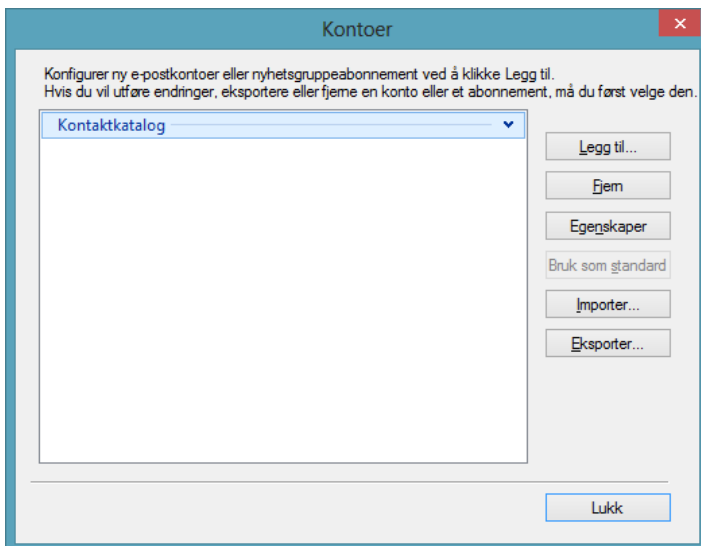 Kontoer
Konfigurer ny e-postkontoer eller nyhetsgruppeabonnement ved å klikke Legg til.
Hvis du vil utføre endringer, eksportere eller fjerne en konto eller et abonnement, må du først velge den.
Kontaktkatalog
Legg til...
Fjern
Egenskaper
Bruk som standard
Importer...
Eksporter...
Lukk